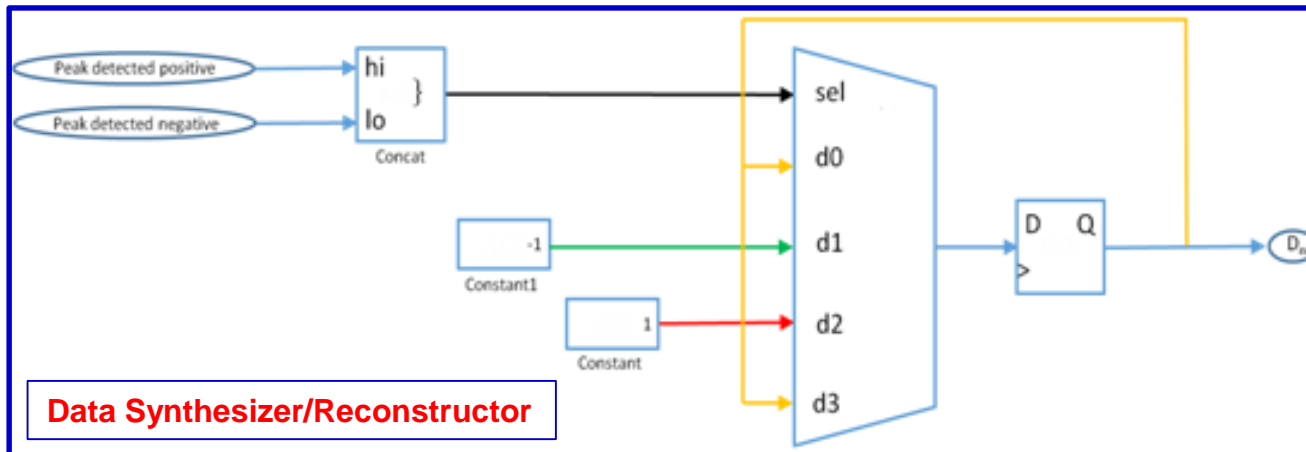 Peak detected positive
Peak detected negative
hi
}
lo
Concat
sel
d0
d1
d2
d3
-1
Constant1
1
Constant
D Q
>
Dn
Data Synthesizer/Reconstructor